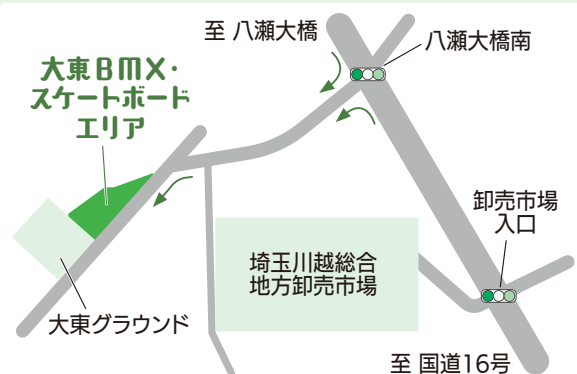 至 八瀬大橋
八瀬大橋南
大東BMX・
スケートボード
エリア
卸売市場
入口
埼玉川越総合
地方卸売市場
大東グラウンド
至 国道16号